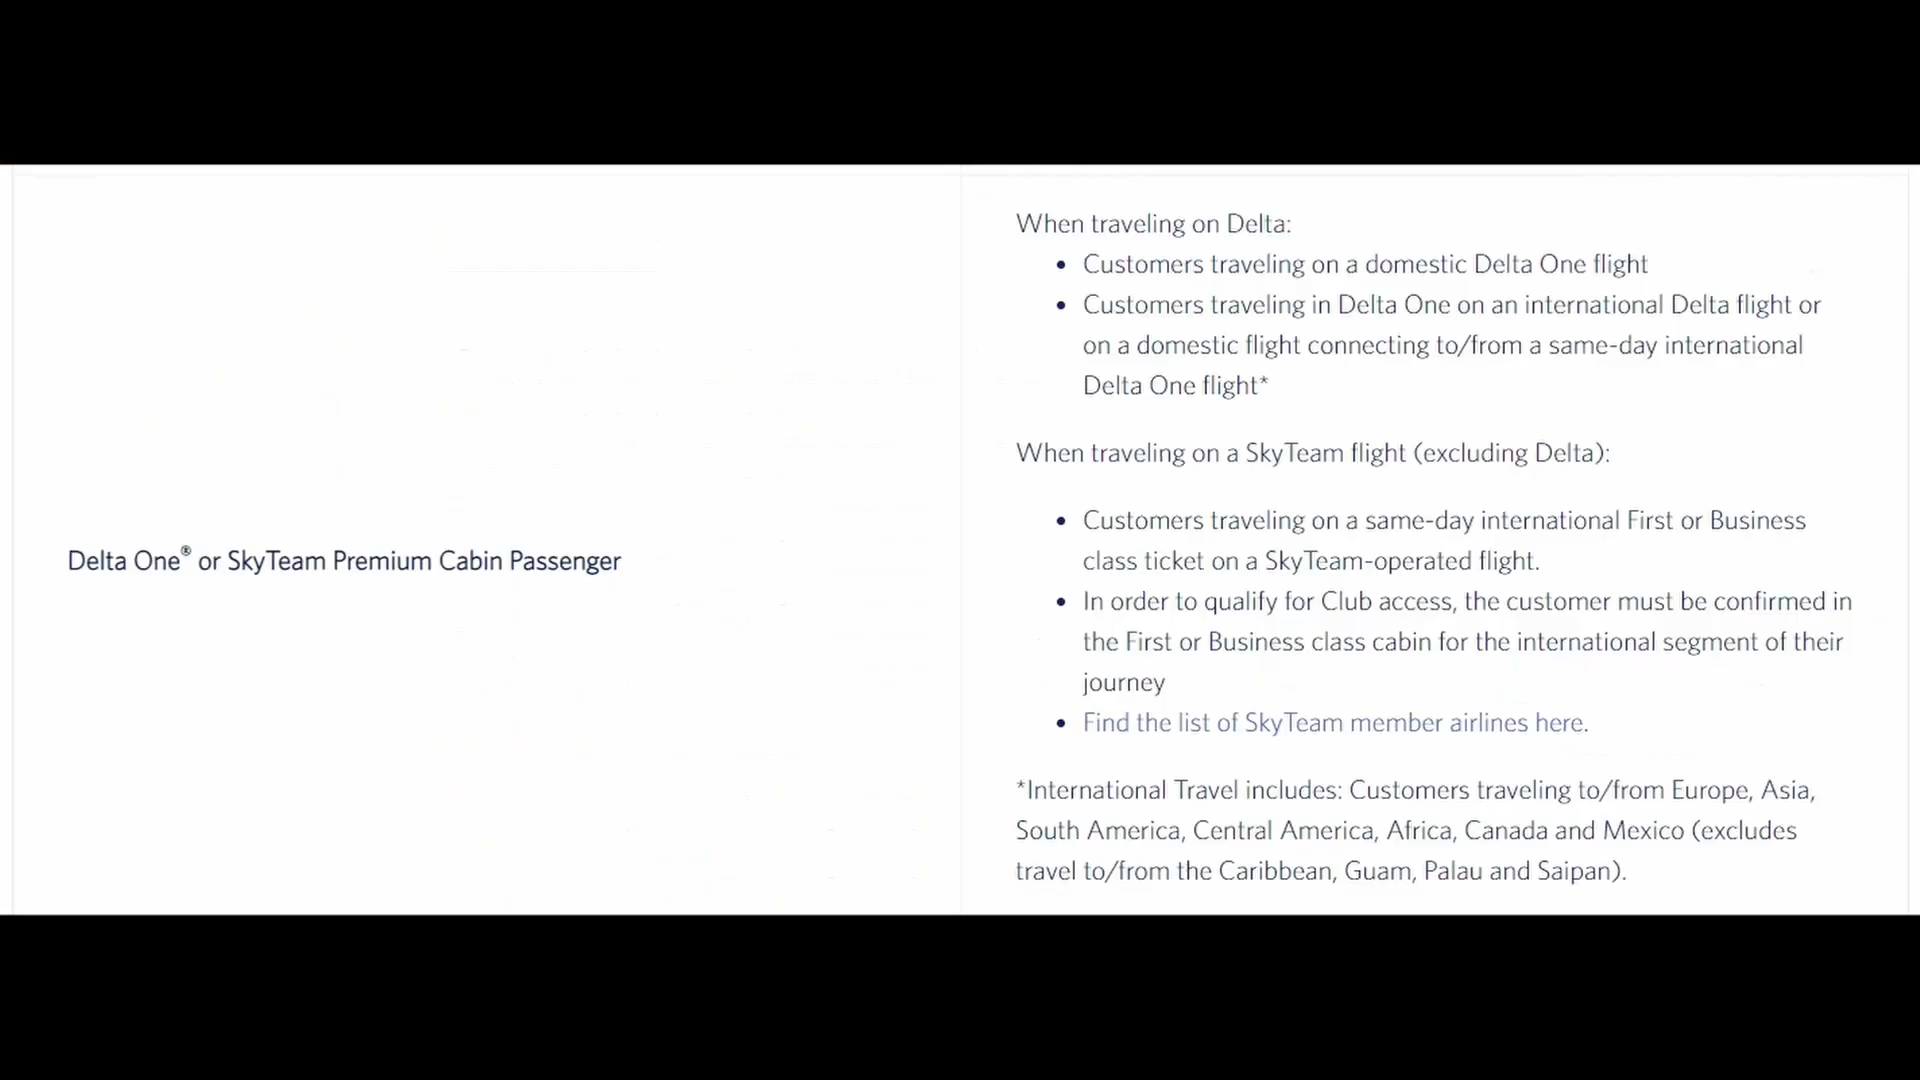 When traveling on Delta:
• Customers traveling on a domestic Delta One flight
• Customers traveling in Delta One on an international Delta flight or
on a domestic flight connecting to/from a same-day international
Delta One flight*
When traveling on a SkyTeam flight (excluding Delta):
• Customers traveling on a same-day international First or Business
class ticket on a SkyTeam-operated flight.
Delta One® or SkyTeam Premium Cabin Passenger
• In order to qualify for Club access, the customer must be confirmed in
the First or Business class cabin for the international segment of their
journey
• Find the list of SkyTeam member airlines here.
*International Travel includes: Customers traveling to/from Europe, Asia,
South America, Central America, Africa, Canada and Mexico (excludes
travel to/from the Caribbean, Guam, Palau and Saipan).